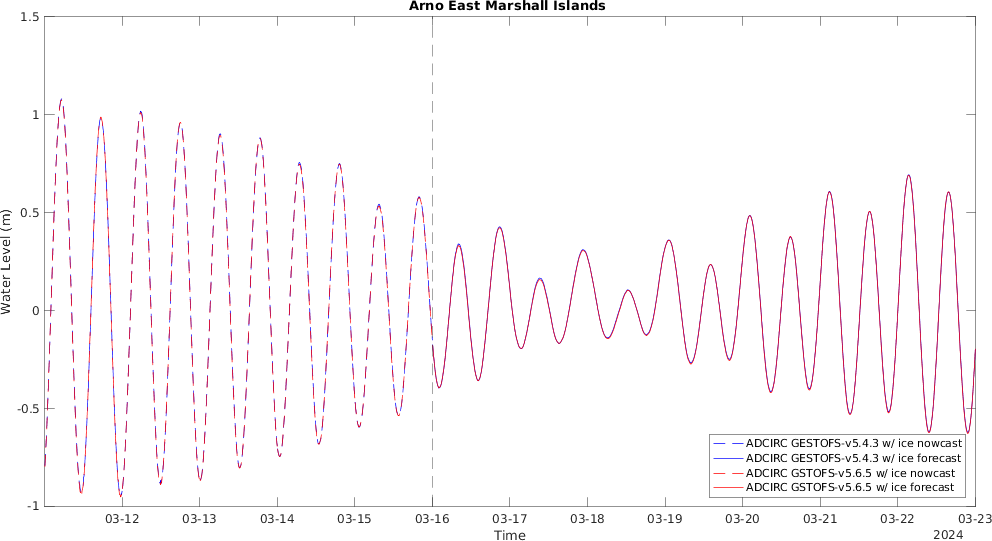 Arno East Marshall Islands
1.5
1
0.5
0
-0.5
-1
Water Level (m)
03-12
03-13
03-14
03-15
03-16
03-17
03-18
03-19
03-20
03-21
03-22
03-23
Time
2024
ADCIRC GESTOFS-v5.4.3 w/ ice nowcast
ADCIRC GESTOFS-v5.4.3 w/ ice forecast
ADCIRC GSTOFS-v5.6.5 w/ ice nowcast
ADCIRC GSTOFS-v5.6.5 w/ ice forecast